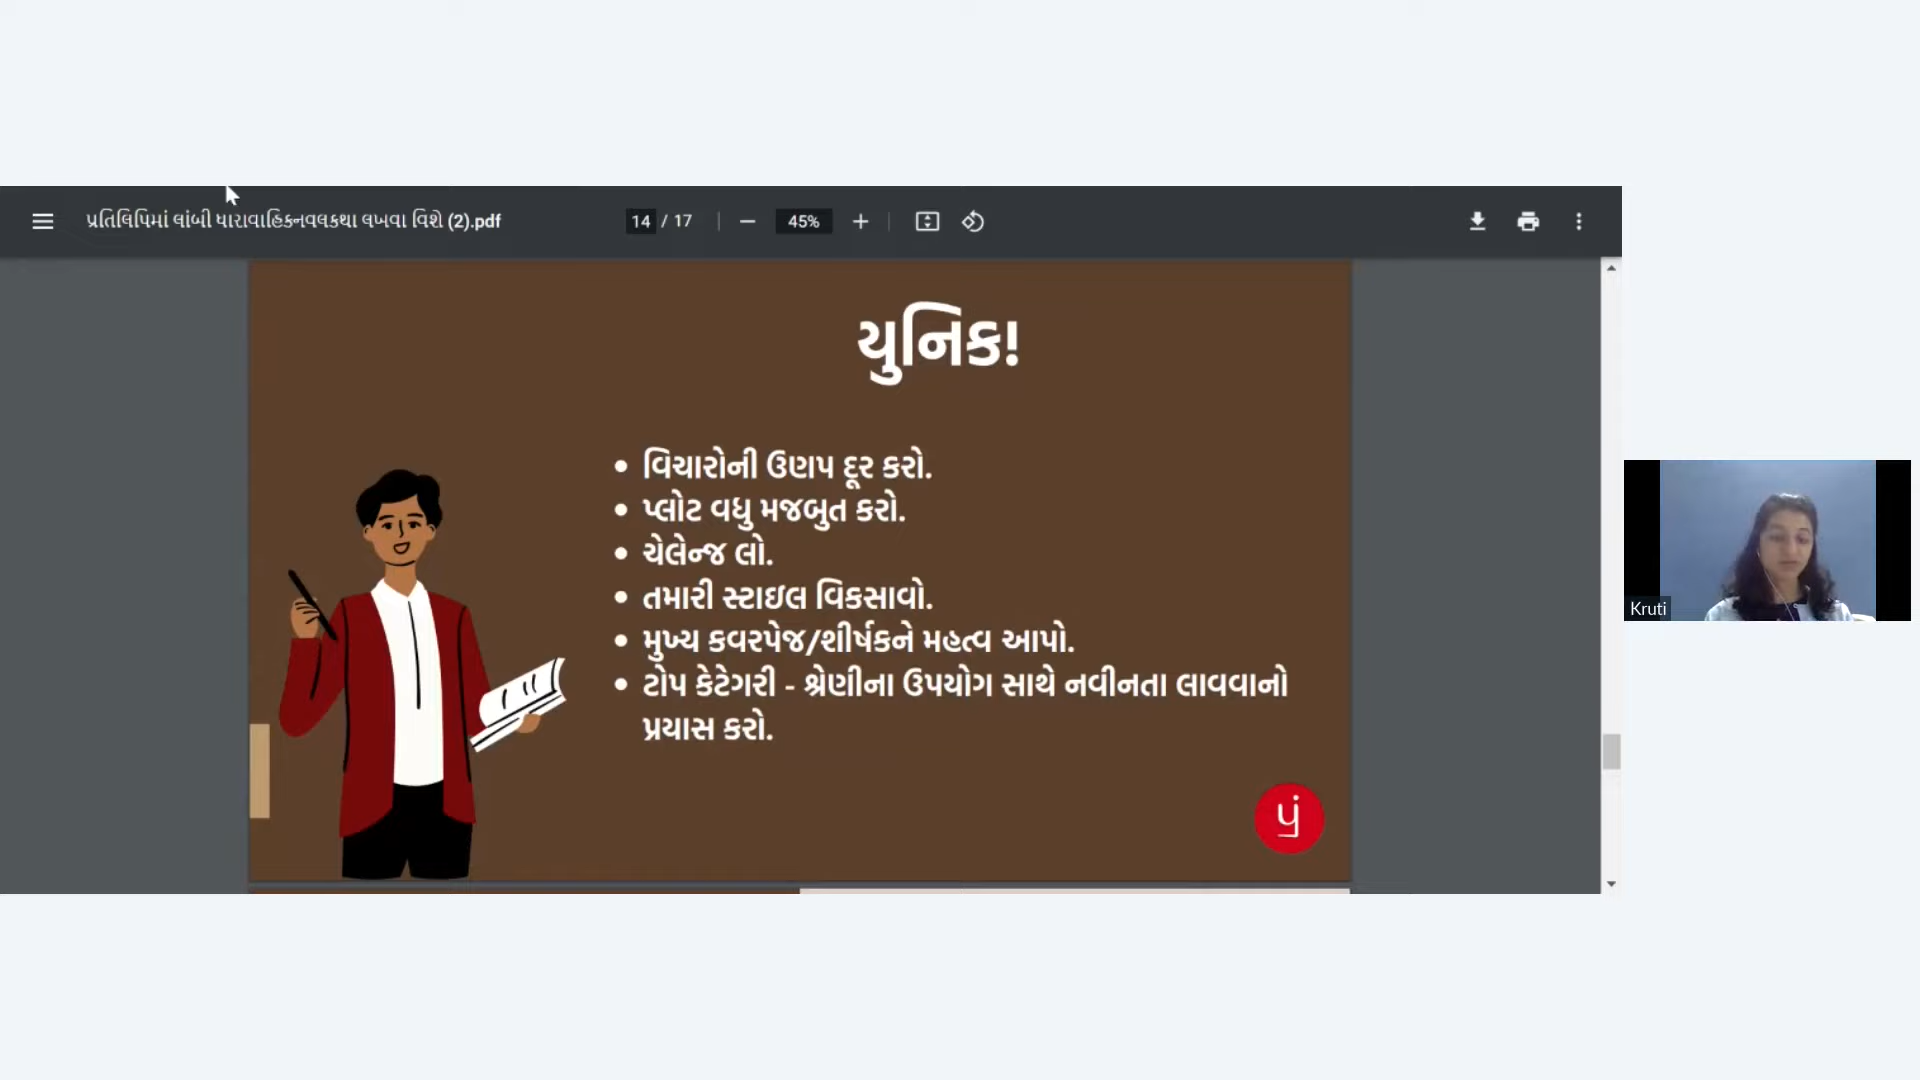 પ્રતિલિપિમાં લાંબી ધારાવાહિકનવલકથા લખવા વિશે (2).pdf
14 / 17
45%
યુનિક!
વિચારોની ઉણપ દૂર કરો.
પ્લોટ વધુ મજબુત કરો.
ચેલેન્જ લો.
તમારી સ્ટાઇલ વિકસાવો.
મુખ્ય કવરપેજ/શીર્ષકને મહત્વ આપો.
ટોપ કેટેગરી - શ્રેણીના ઉપયોગ સાથે નવીનતા લાવવાનો
પ્રયાસ કરો.
Kruti